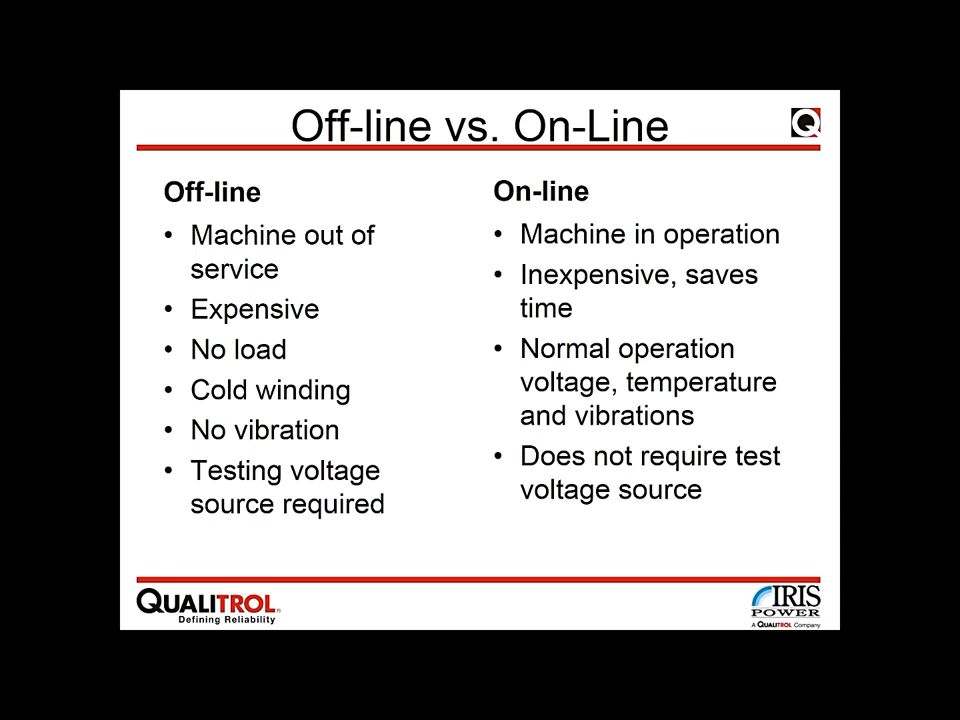 Off-line vs. On-Line
Q
Off-line
• Machine out of
service
• Expensive
• No load
• Cold winding
• No vibration
• Testing voltage
source required
On-line
• Machine in operation
• Inexpensive, saves
time
• Normal operation
voltage, temperature
and vibrations
• Does not require test
voltage source
QUALITROL®
Defining Reliability
IRIS
POWER
A QUALITROL Company